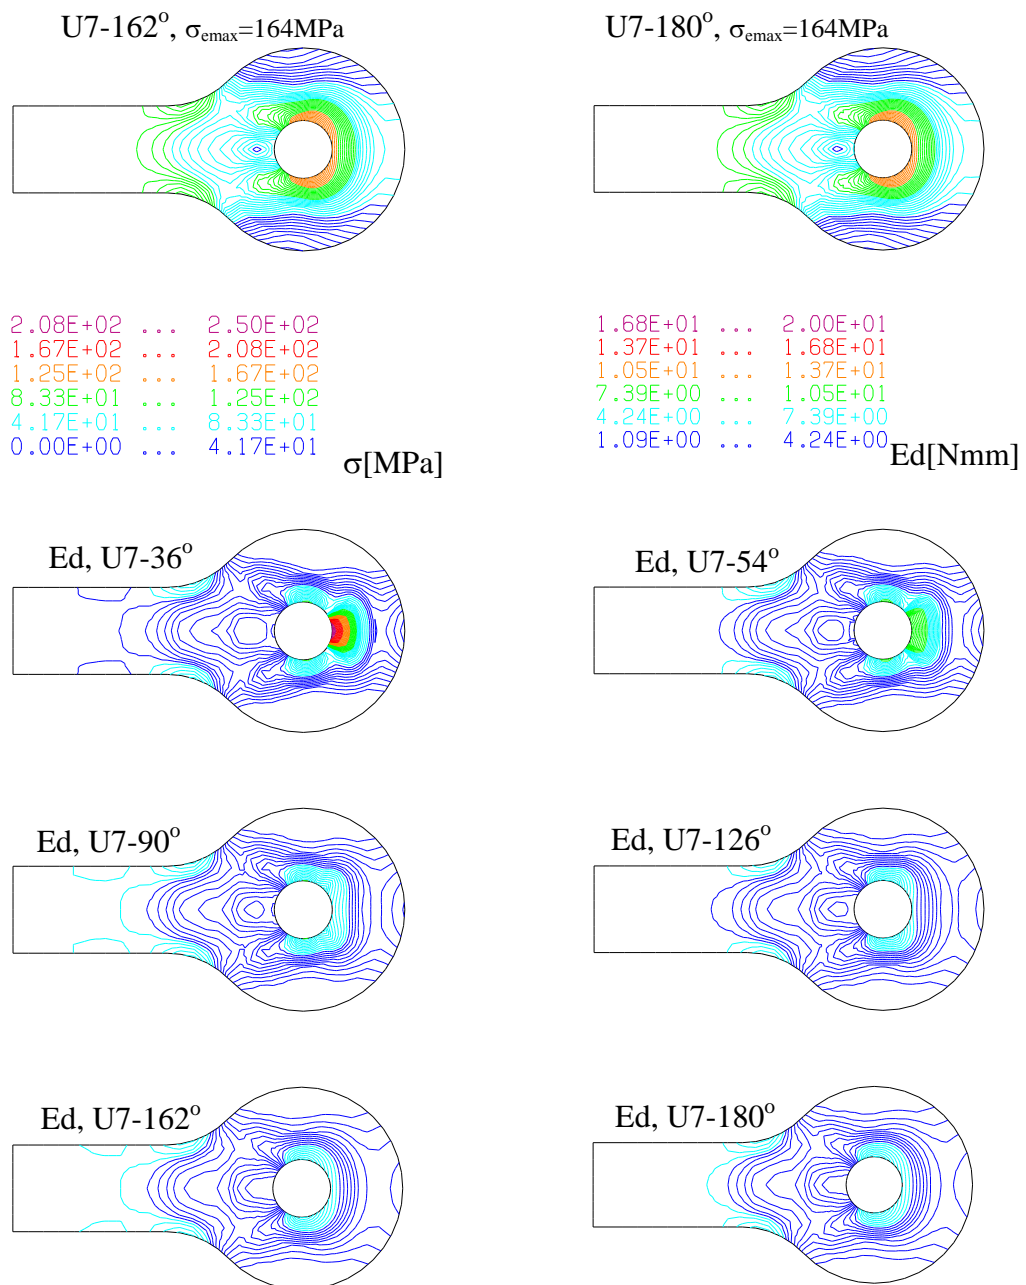 U7-162°, σemax=164MPa
U7-180°, σemax=164MPa
2.08E+02 ... 2.50E+02
1.67E+02 ... 2.08E+02
1.25E+02 ... 1.67E+02
8.33E+01 ... 1.25E+02
4.17E+01 ... 8.33E+01
0.00E+00 ... 4.17E+01
σ[MPa]
1.68E+01 ... 2.00E+01
1.37E+01 ... 1.68E+01
1.05E+01 ... 1.37E+01
7.39E+00 ... 1.05E+01
4.24E+00 ... 7.39E+00
1.09E+00 ... 4.24E+00
Ed[Nmm]
Ed, U7-36°
Ed, U7-54°
Ed, U7-90°
Ed, U7-126°
Ed, U7-162°
Ed, U7-180°